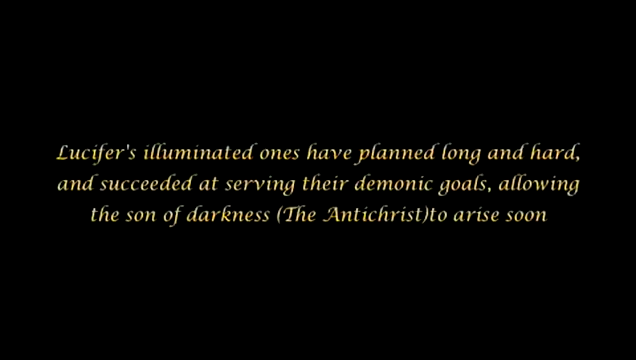 Lucifer's illuminated ones have planned long and hard,
and succeeded at serving their demonic goals, allowing
the son of darkness (The Antichrist)to arise soon